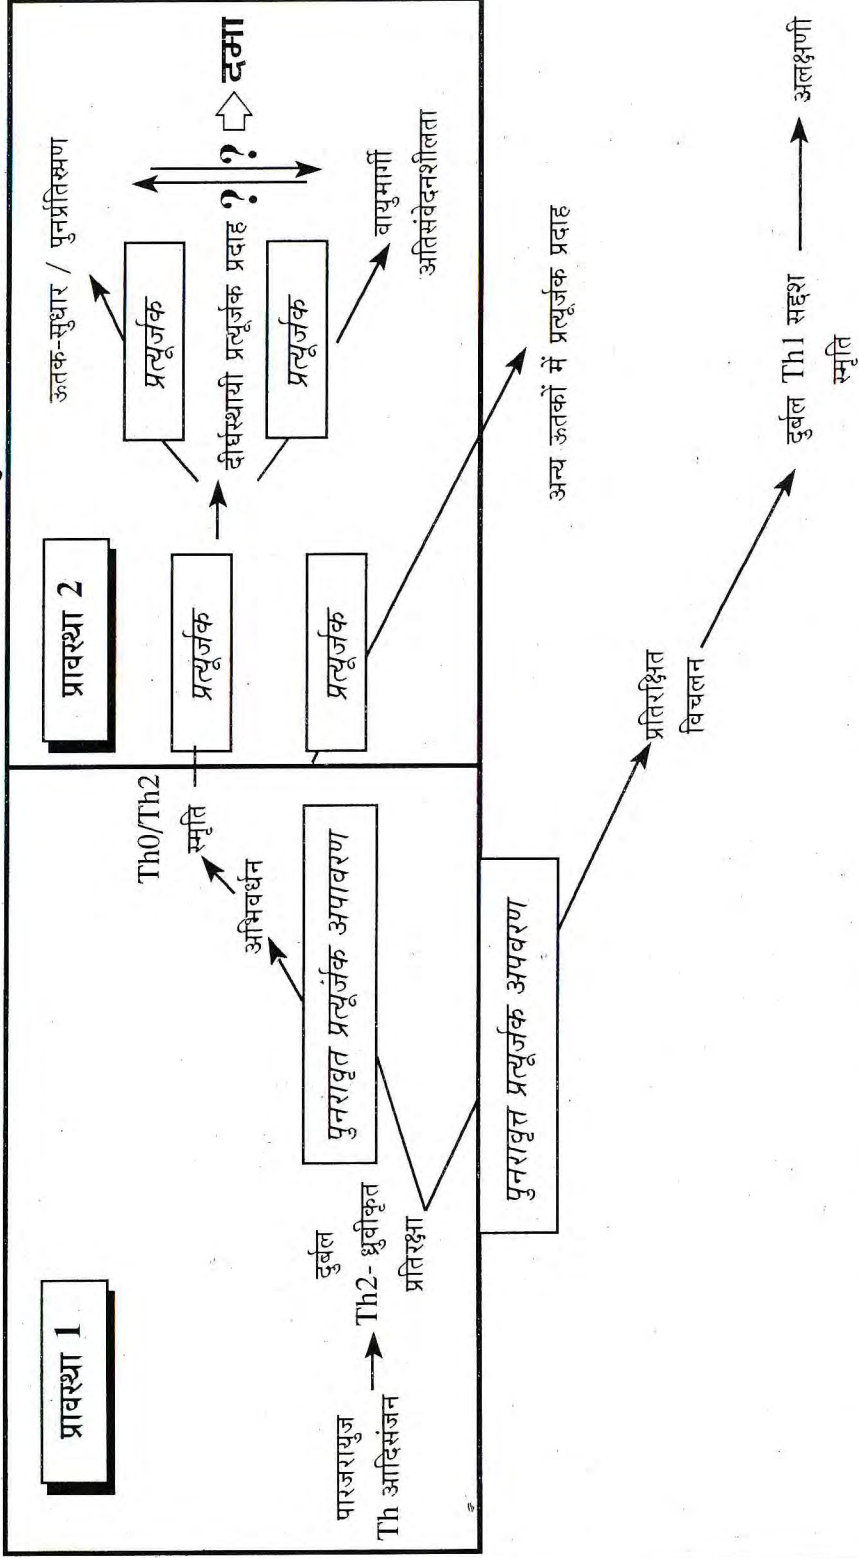 प्रावस्था 1
पारजरायुज
Th आदिसंजन
दुर्बल
Th2- ध्रुवीकृत
प्रतिरक्षा
पुनरावृत्त प्रत्यूर्जक अपावरण
अभिवर्धन
Th0/Th2
स्मृति
प्रावस्था 2
प्रत्यूर्जक
प्रत्यूर्जक
दीर्घस्थायी प्रत्यूर्जक प्रदाह
प्रत्यूर्जक
प्रत्यूर्जक
ऊतक-सुधार / पुनर्प्रतिरूपण
? ?
दमा
वायुमार्गी
अतिसंवेदनशीलता
अन्य ऊतकों में प्रत्यूर्जक प्रदाह
पुनरावृत्त प्रत्यूर्जक अपवरण
प्रतिरक्षित
विचलन
दुर्बल Th1 सदृश
स्मृति
अलक्षणी